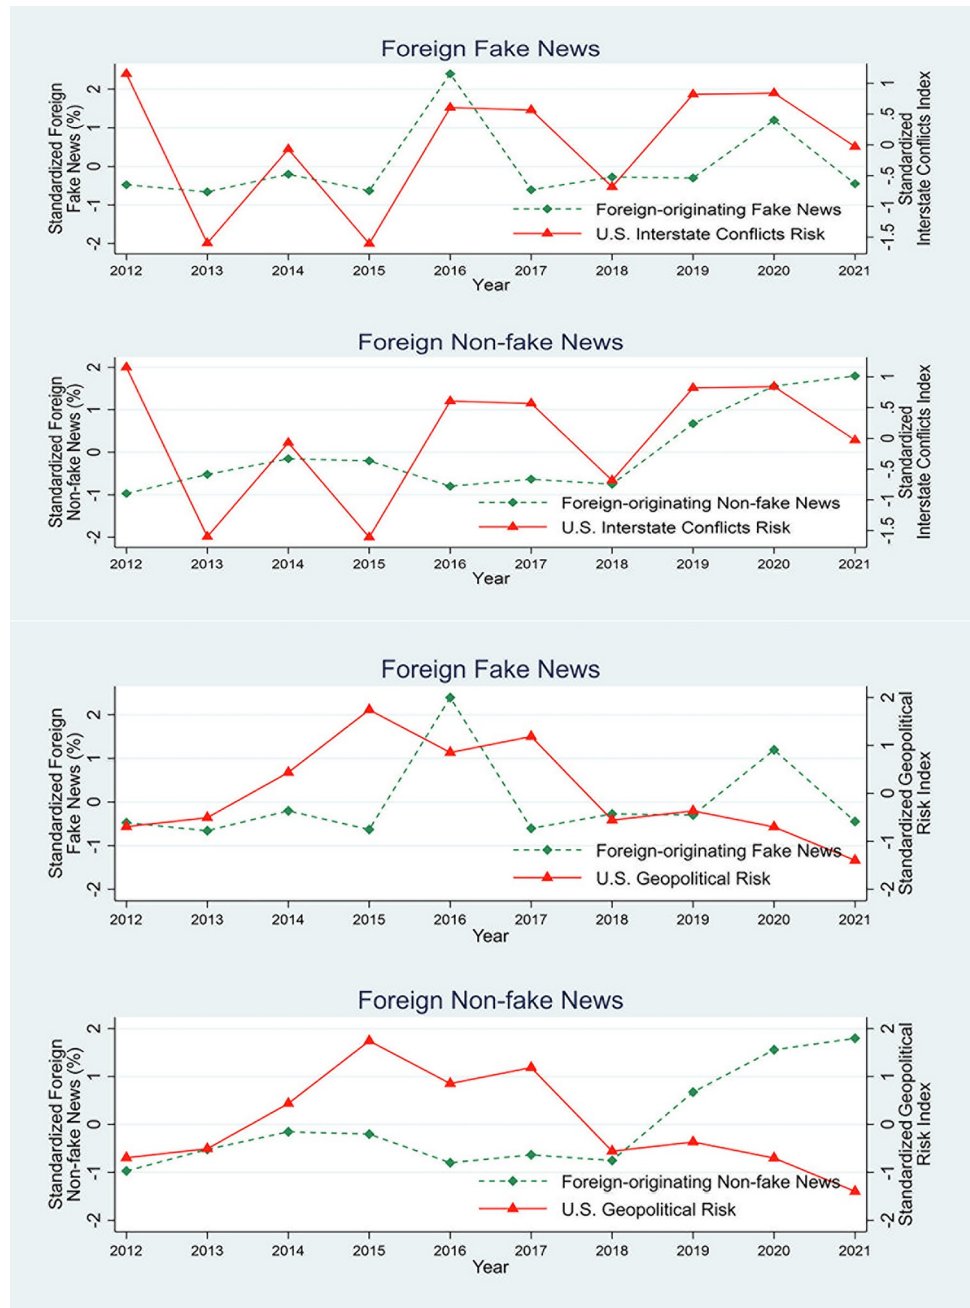 Foreign Fake News
Standardized Foreign
Fake News (%)
2
1
0
-1
-2
1
.5
0
-.5
-1
-1.5
Standardized
Interstate Conflicts Index
Foreign-originating Fake News
U.S. Interstate Conflicts Risk
2012 2013 2014 2015 2016 2017 2018 2019 2020 2021
Year
Foreign Non-fake News
Standardized Foreign
Non-fake News (%)
2
1
0
-1
-2
1
.5
0
-.5
-1
-1.5
Standardized
Interstate Conflicts Index
Foreign-originating Non-fake News
U.S. Interstate Conflicts Risk
2012 2013 2014 2015 2016 2017 2018 2019 2020 2021
Year
Foreign Fake News
Standardized Foreign
Fake News (%)
2
1
0
-1
-2
2
1
0
-1
-2
Standardized Geopolitical
Risk Index
Foreign-originating Fake News
U.S. Geopolitical Risk
2012 2013 2014 2015 2016 2017 2018 2019 2020 2021
Year
Foreign Non-fake News
Standardized Foreign
Non-fake News (%)
2
1
0
-1
-2
2
1
0
-1
-2
Standardized Geopolitical
Risk Index
Foreign-originating Non-fake News
U.S. Geopolitical Risk
2012 2013 2014 2015 2016 2017 2018 2019 2020 2021
Year